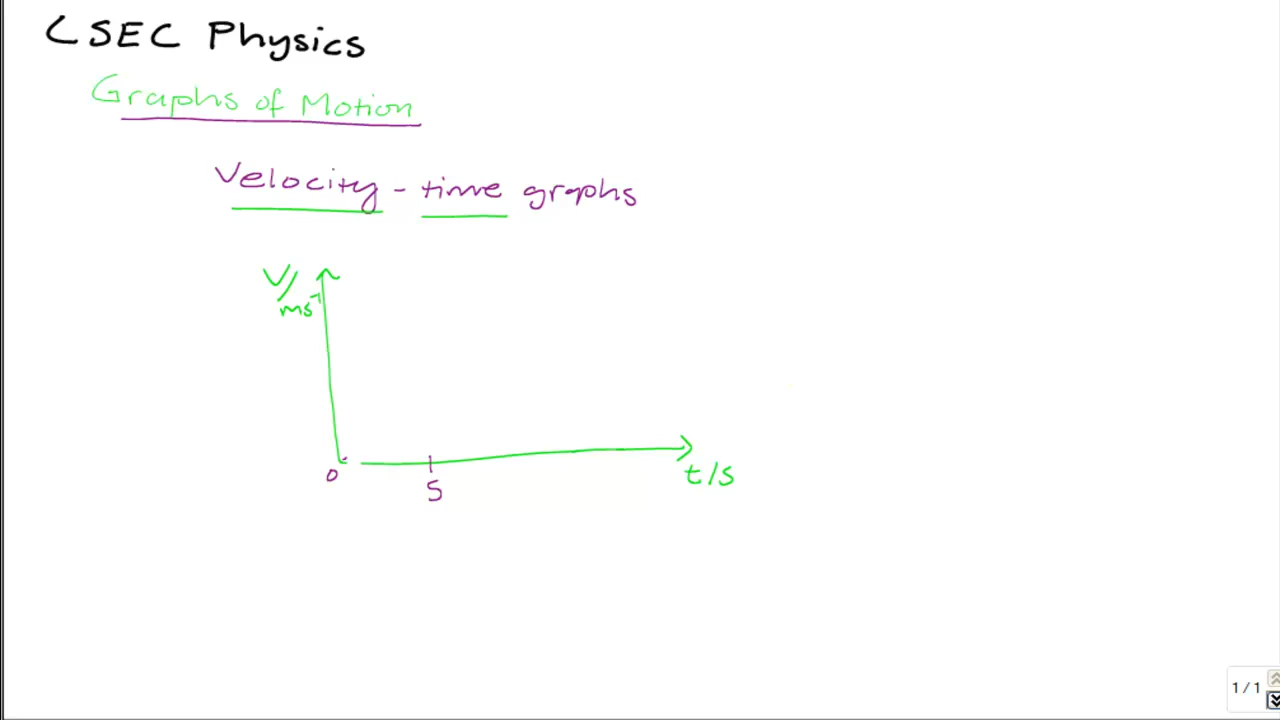 CSEC Physics
Graphs of Motion
Velocity - time graphs
V/
ms⁻¹
0
5
t/s
1 / 1